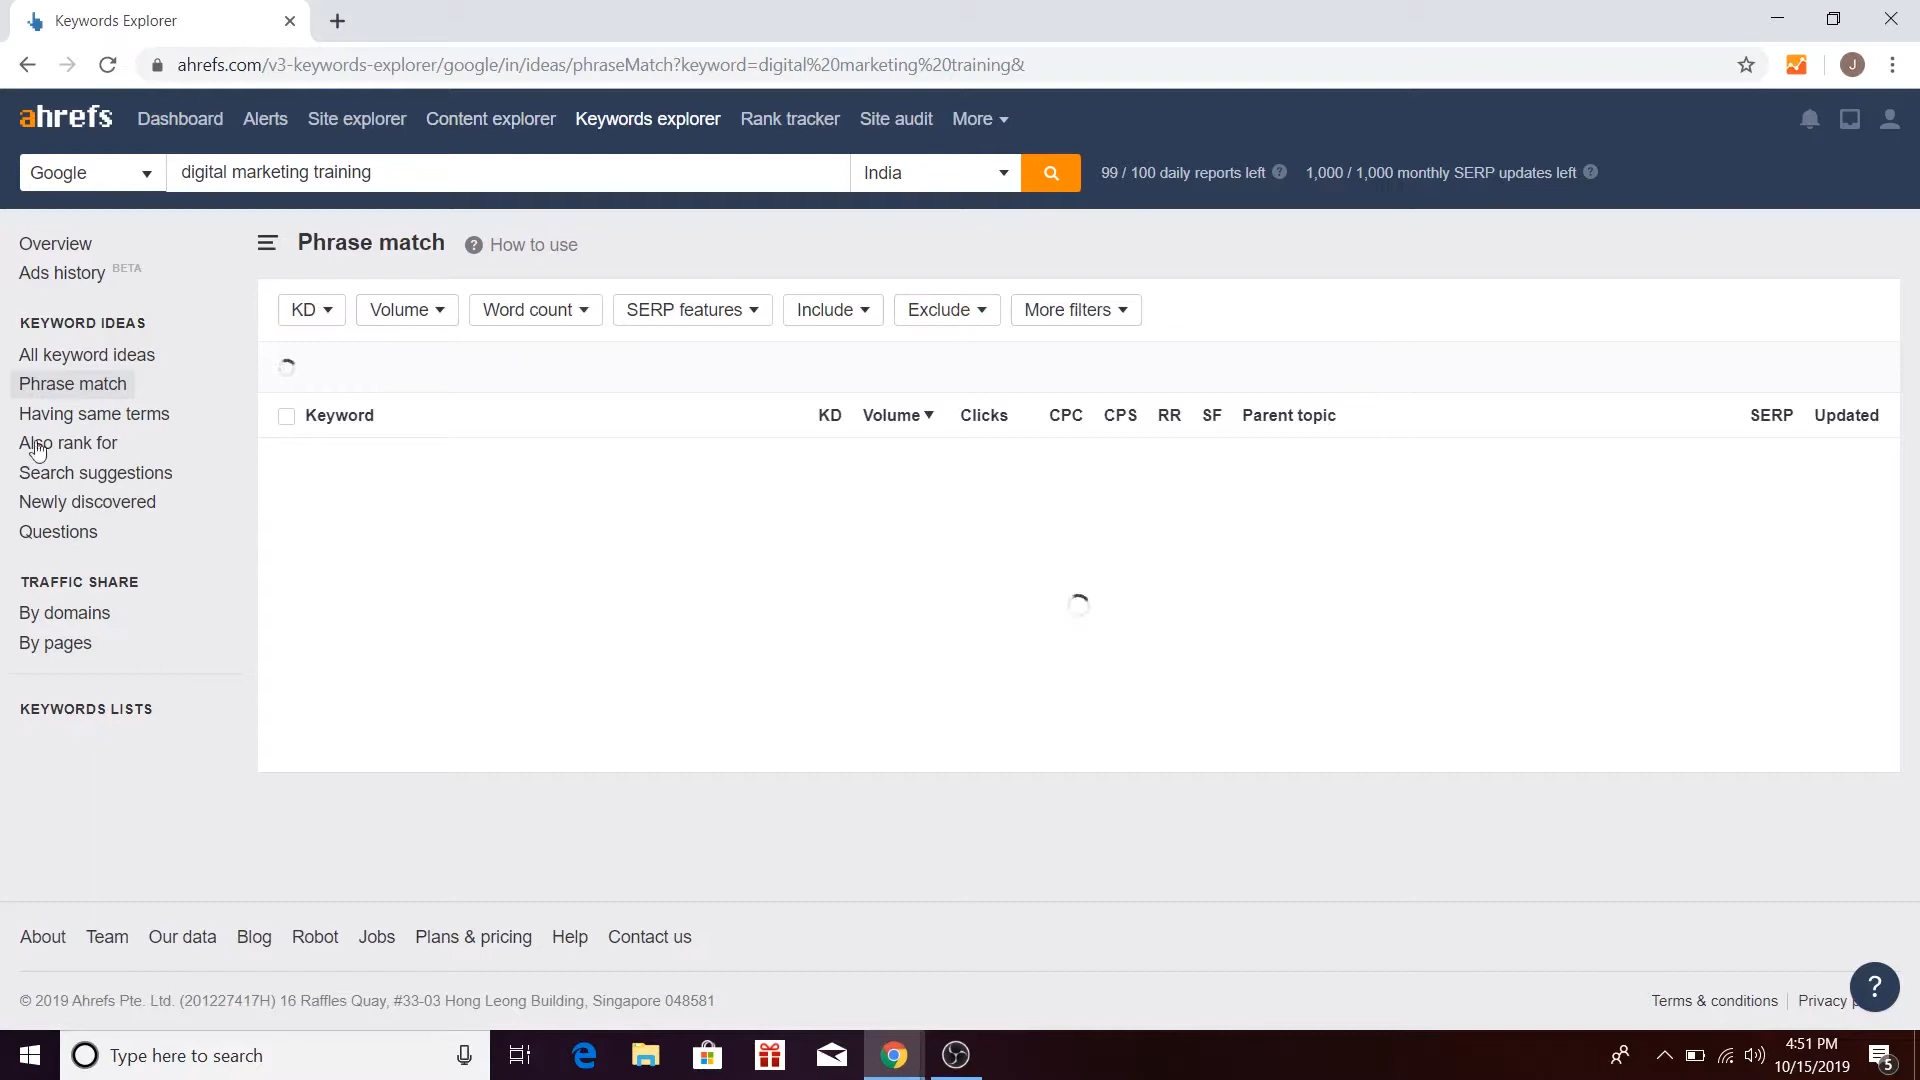 Keywords Explorer
ahrefs.com/v3-keywords-explorer/google/in/ideas/phraseMatch?keyword=digital%20marketing%20training&
J
ahrefs Dashboard Alerts Site explorer Content explorer Keywords explorer Rank tracker Site audit More
Google digital marketing training India 99 / 100 daily reports left ? 1,000 / 1,000 monthly SERP updates left ?
Overview
Ads history BETA
KEYWORD IDEAS
All keyword ideas
Phrase match
Having same terms
Also rank for
Search suggestions
Newly discovered
Questions
TRAFFIC SHARE
By domains
By pages
KEYWORDS LISTS
Phrase match ? How to use
KD Volume Word count SERP features Include Exclude More filters
Keyword KD Volume Clicks CPC CPS RR SF Parent topic SERP Updated
About Team Our data Blog Robot Jobs Plans & pricing Help Contact us
© 2019 Ahrefs Pte. Ltd. (201227417H) 16 Raffles Quay, #33-03 Hong Leong Building, Singapore 048581
Terms & conditions Privacy
?
Type here to search
4:51 PM
10/15/2019
5